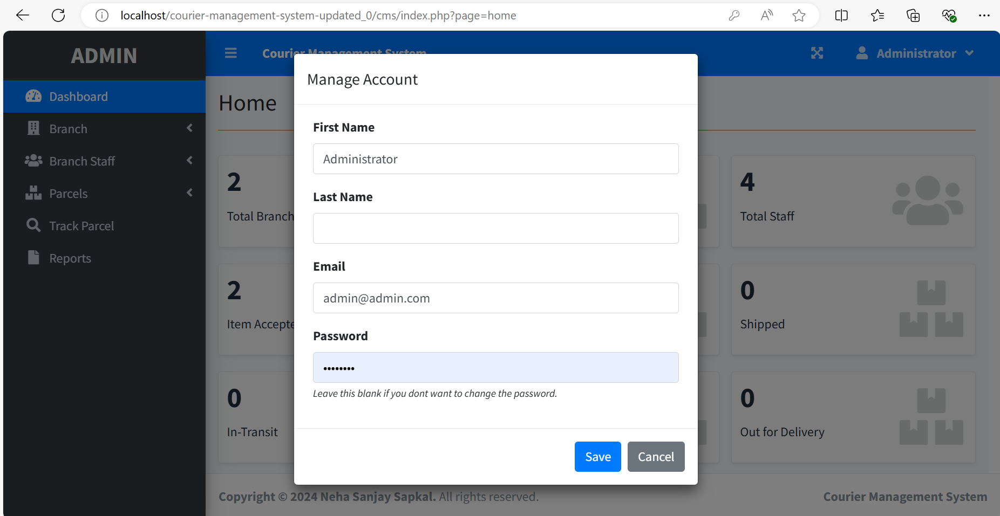 localhost/courier-management-system-updated_0/cms/index.php?page=home
ADMIN
Courier Management System
Administrator
Dashboard
Branch
Branch Staff
Parcels
Track Parcel
Reports
Home
2
Total Branch
4
Total Staff
2
Item Accepte
0
Shipped
0
In-Transit
0
Out for Delivery
Manage Account
First Name
Administrator
Last Name
Email
admin@admin.com
Password
••••••••
Leave this blank if you dont want to change the password.
Save
Cancel
Copyright © 2024 Neha Sanjay Sapkal. All rights reserved.
Courier Management System